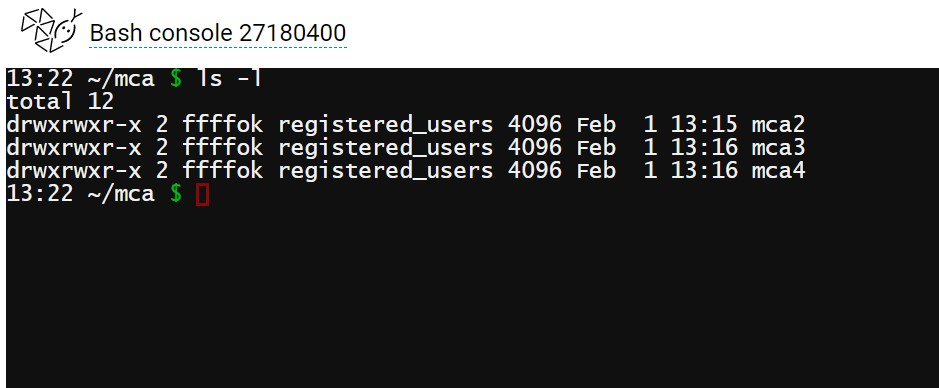 Bash console 27180400
13:22 ~/mca $ ls -l
total 12
drwxrwxr-x 2 ffffok registered_users 4096 Feb  1 13:15 mca2
drwxrwxr-x 2 ffffok registered_users 4096 Feb  1 13:16 mca3
drwxrwxr-x 2 ffffok registered_users 4096 Feb  1 13:16 mca4
13:22 ~/mca $